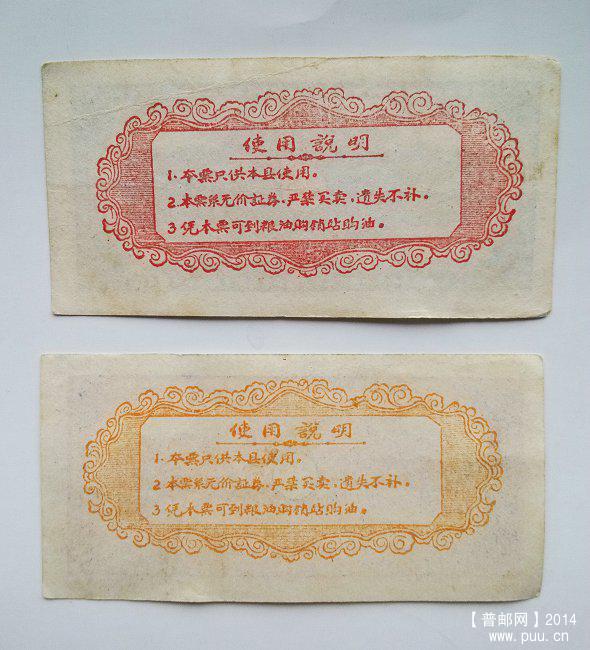 使用說明
1.本票只供本县使用。
2.本票系无价証券,严禁买卖,遗失不补。
3凭本票可到粮油购销站购油。
使用說明
1.本票只供本县使用。
2.本票系无价証券,严禁买卖,遗失不补。
3凭本票可到粮油购销站购油。
【普邮网】2014
www.puu.cn